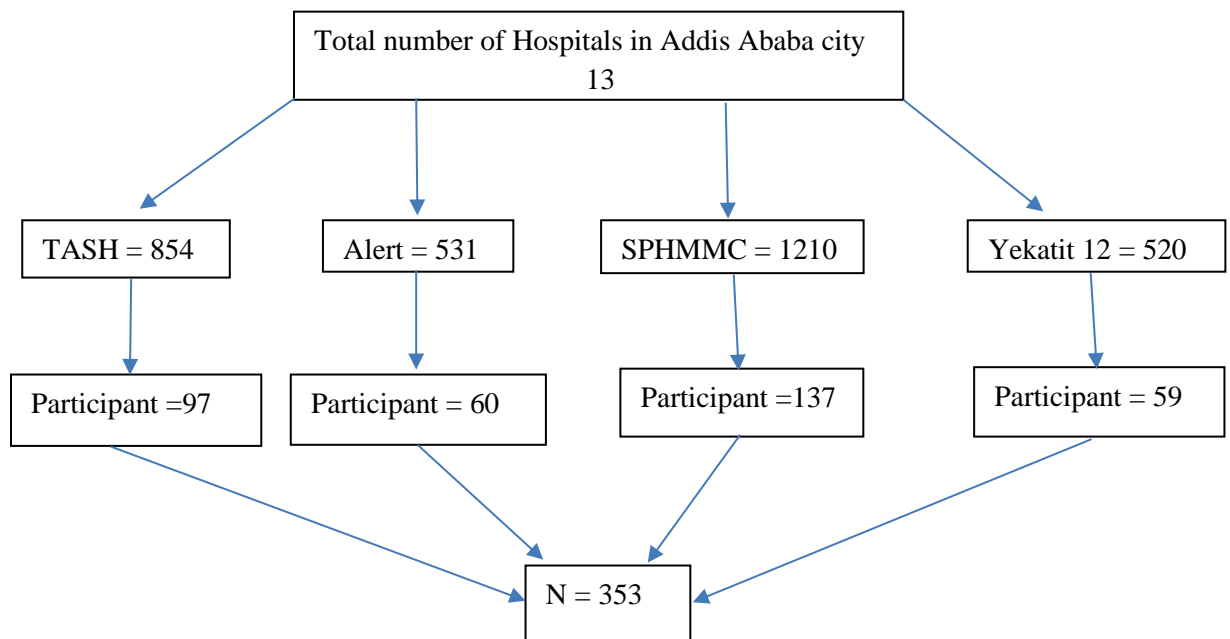 Total number of Hospitals in Addis Ababa city
13
TASH = 854
Alert = 531
SPHMMC = 1210
Yekatit 12 = 520
Participant =97
Participant = 60
Participant =137
Participant = 59
N = 353